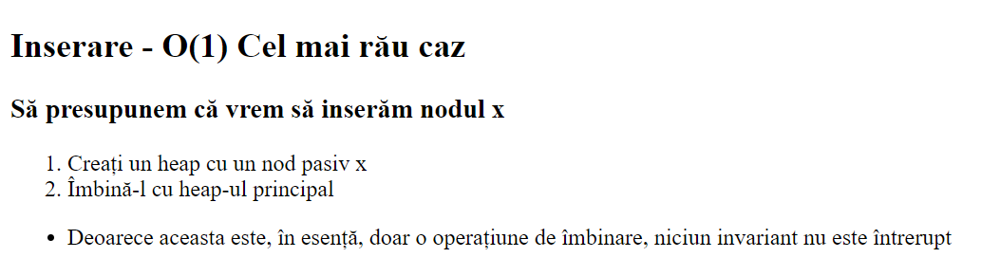 Inserare - O(1) Cel mai rău caz
Să presupunem că vrem să inserăm nodul x
1. Creați un heap cu un nod pasiv x
2. Îmbină-l cu heap-ul principal
• Deoarece aceasta este, în esență, doar o operațiune de îmbinare, niciun invariant nu este întrerupt